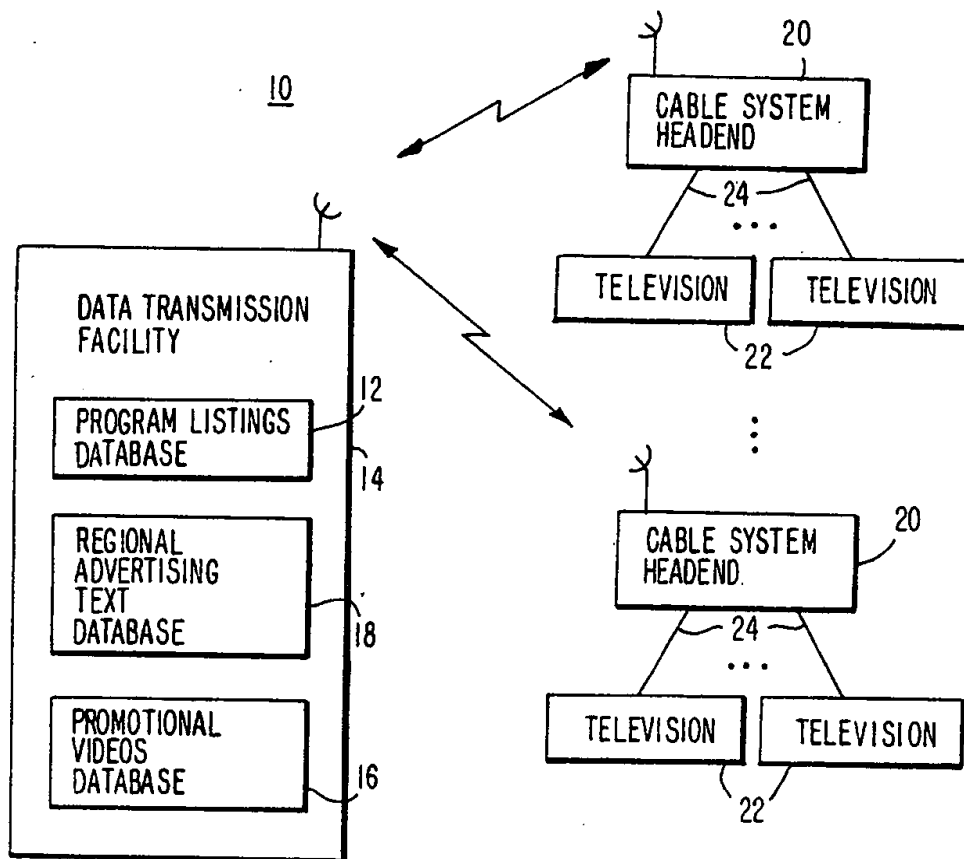 10
20
CABLE SYSTEM
HEADEND
24
TELEVISION
TELEVISION
22
DATA TRANSMISSION
FACILITY
12
PROGRAM LISTINGS
DATABASE
14
REGIONAL
ADVERTISING
TEXT
DATABASE
18
PROMOTIONAL
VIDEOS
DATABASE
16
20
CABLE SYSTEM
HEADEND.
24
TELEVISION
TELEVISION
22